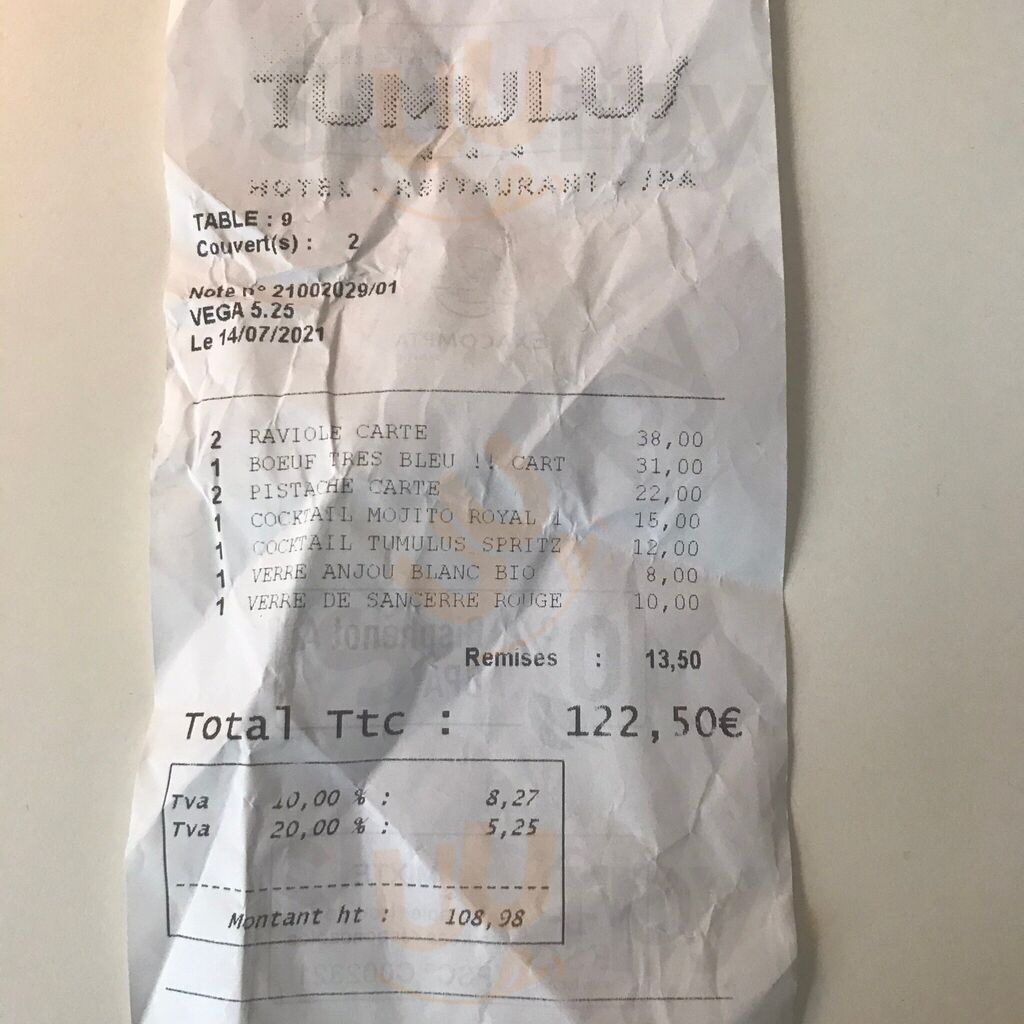 TUMULUS
HOTEL - RESTAURANT - SPA
TABLE : 9
Couvert(s) : 2
Note n° 21002029/01
VEGA 5.25
Le 14/07/2021
2 RAVIOLE CARTE 38,00
1 BOEUF TRES BLEU !! CART 31,00
2 PISTACHE CARTE 22,00
1 COCKTAIL MOJITO ROYAL 1 15,00
1 COCKTAIL TUMULUS SPRITZ 12,00
1 VERRE ANJOU BLANC BIO 8,00
1 VERRE DE SANCERRE ROUGE 10,00
Remises : 13,50
Total Ttc : 122,50€
Tva 10,00 % : 8,27
Tva 20,00 % : 5,25
Montant ht : 108,98